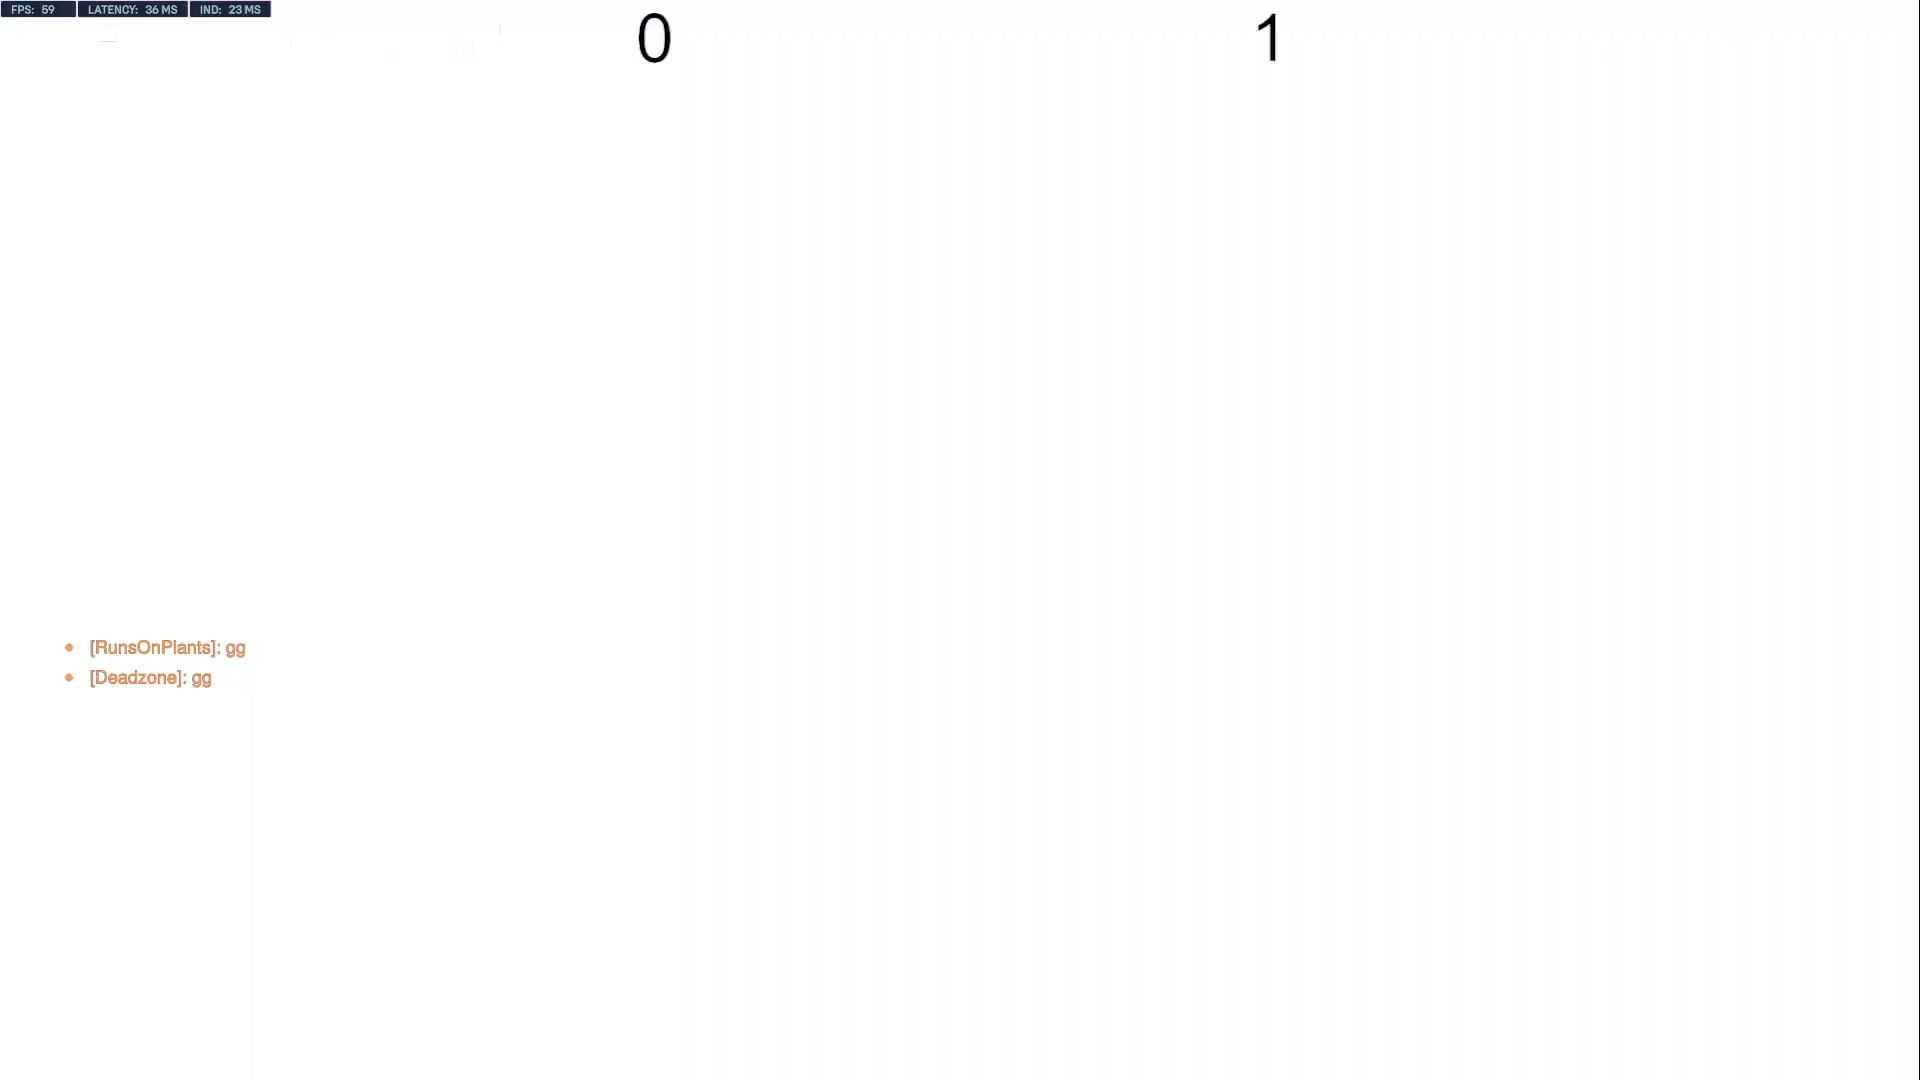 FPS: 59 LATENCY: 36 MS IND: 23 MS
0 1
[RunsOnPlants]: gg
[Deadzone]: gg